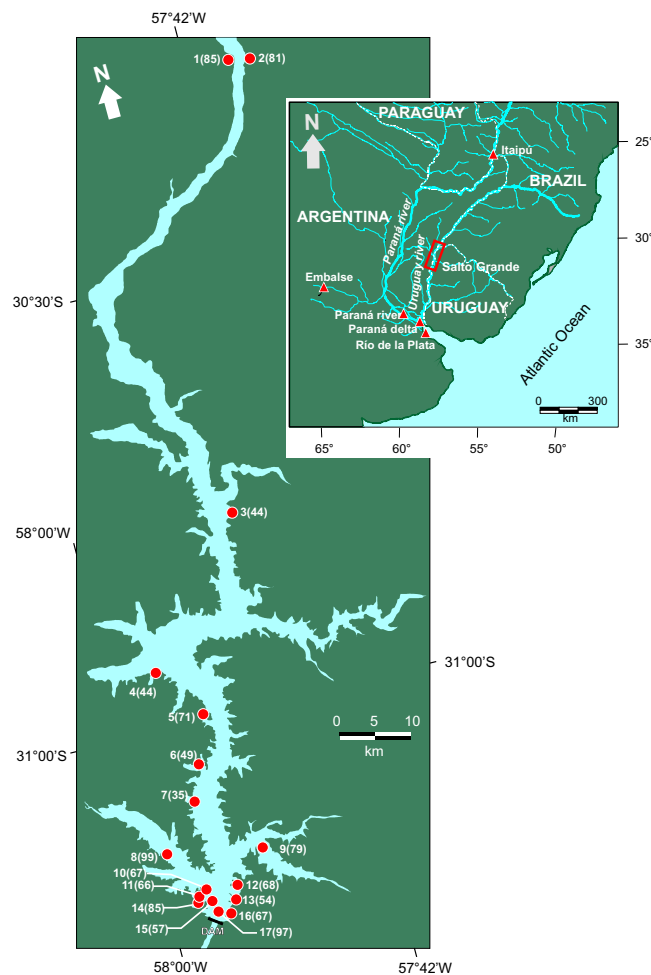 57°42'W
1(85)
2(81)
N
N
PARAGUAY
Itaipú
25°
BRAZIL
ARGENTINA
Paraná river
Uruguay river
30°
Salto Grande
Embalse
URUGUAY
Paraná river
Paraná delta
Río de la Plata
35°
Atlantic Ocean
0 300
km
65° 60° 55° 50°
30°30'S
3(44)
58°00'W
31°00'S
4(44)
5(71)
0 5 10
km
31°00'S
6(49)
7(35)
8(99)
9(79)
10(67)
11(66)
12(68)
13(54)
14(85)
15(57)
16(67)
17(97)
DAM
58°00'W
57°42'W